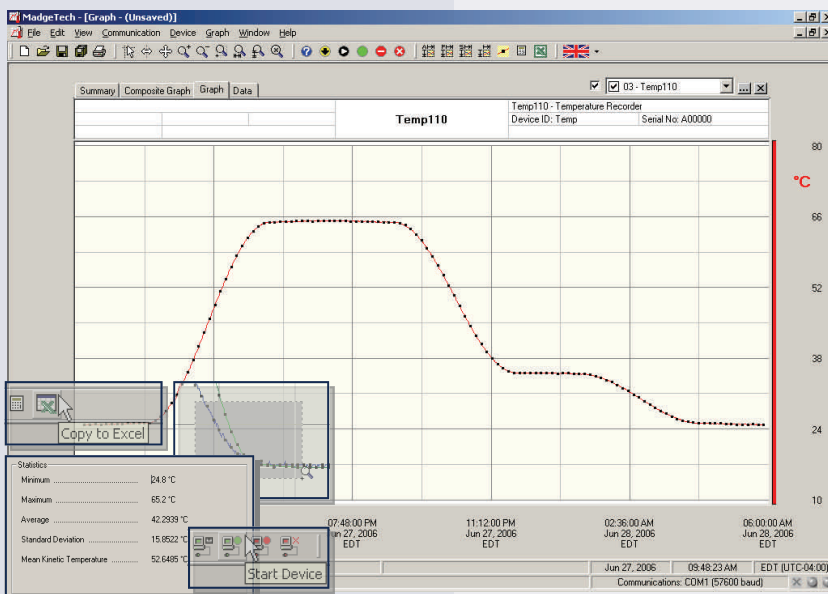 MadgeTech - [Graph - (Unsaved)]
File Edit View Communication Device Graph Window Help
Summary Composite Graph Graph Data
03 - Temp110
Temp110
Temp110 - Temperature Recorder
Device ID: Temp Serial No: A00000
80
°C
66
52
38
24
10
Copy to Excel
Statistics
Minimum 24.8 °C
Maximum 65.2 °C
Average 42.2939 °C
Standard Deviation 15.8522 °C
Mean Kinetic Temperature 52.6485 °C
Start Device
07:48:00 PM 11:12:00 PM 02:36:00 AM 06:00:00 AM
Jun 27, 2006 Jun 27, 2006 Jun 28, 2006 Jun 28, 2006
EDT EDT EDT EDT
Jun 27, 2006 09:48:23 AM EDT (UTC-04:00)
Communications: COM1 (57600 baud)